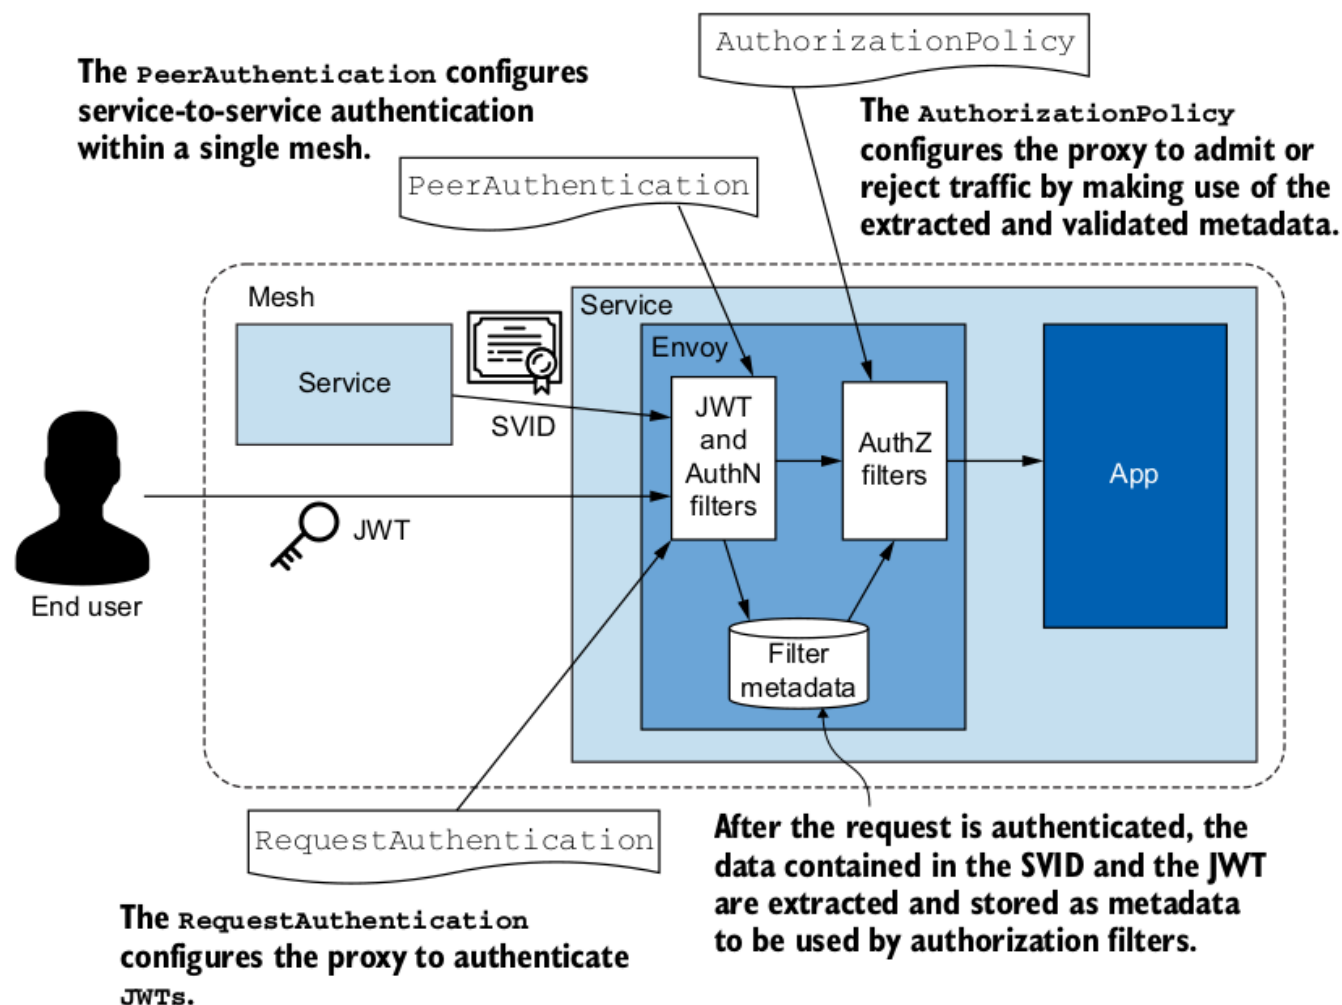 AuthorizationPolicy
The PeerAuthentication configures
service-to-service authentication
within a single mesh.
The AuthorizationPolicy
configures the proxy to admit or
reject traffic by making use of the
extracted and validated metadata.
PeerAuthentication
Mesh
Service
Service
Envoy
SVID
JWT
and
AuthN
filters
AuthZ
filters
App
JWT
End user
Filter
metadata
RequestAuthentication
The RequestAuthentication
configures the proxy to authenticate
JWTs.
After the request is authenticated, the
data contained in the SVID and the JWT
are extracted and stored as metadata
to be used by authorization filters.